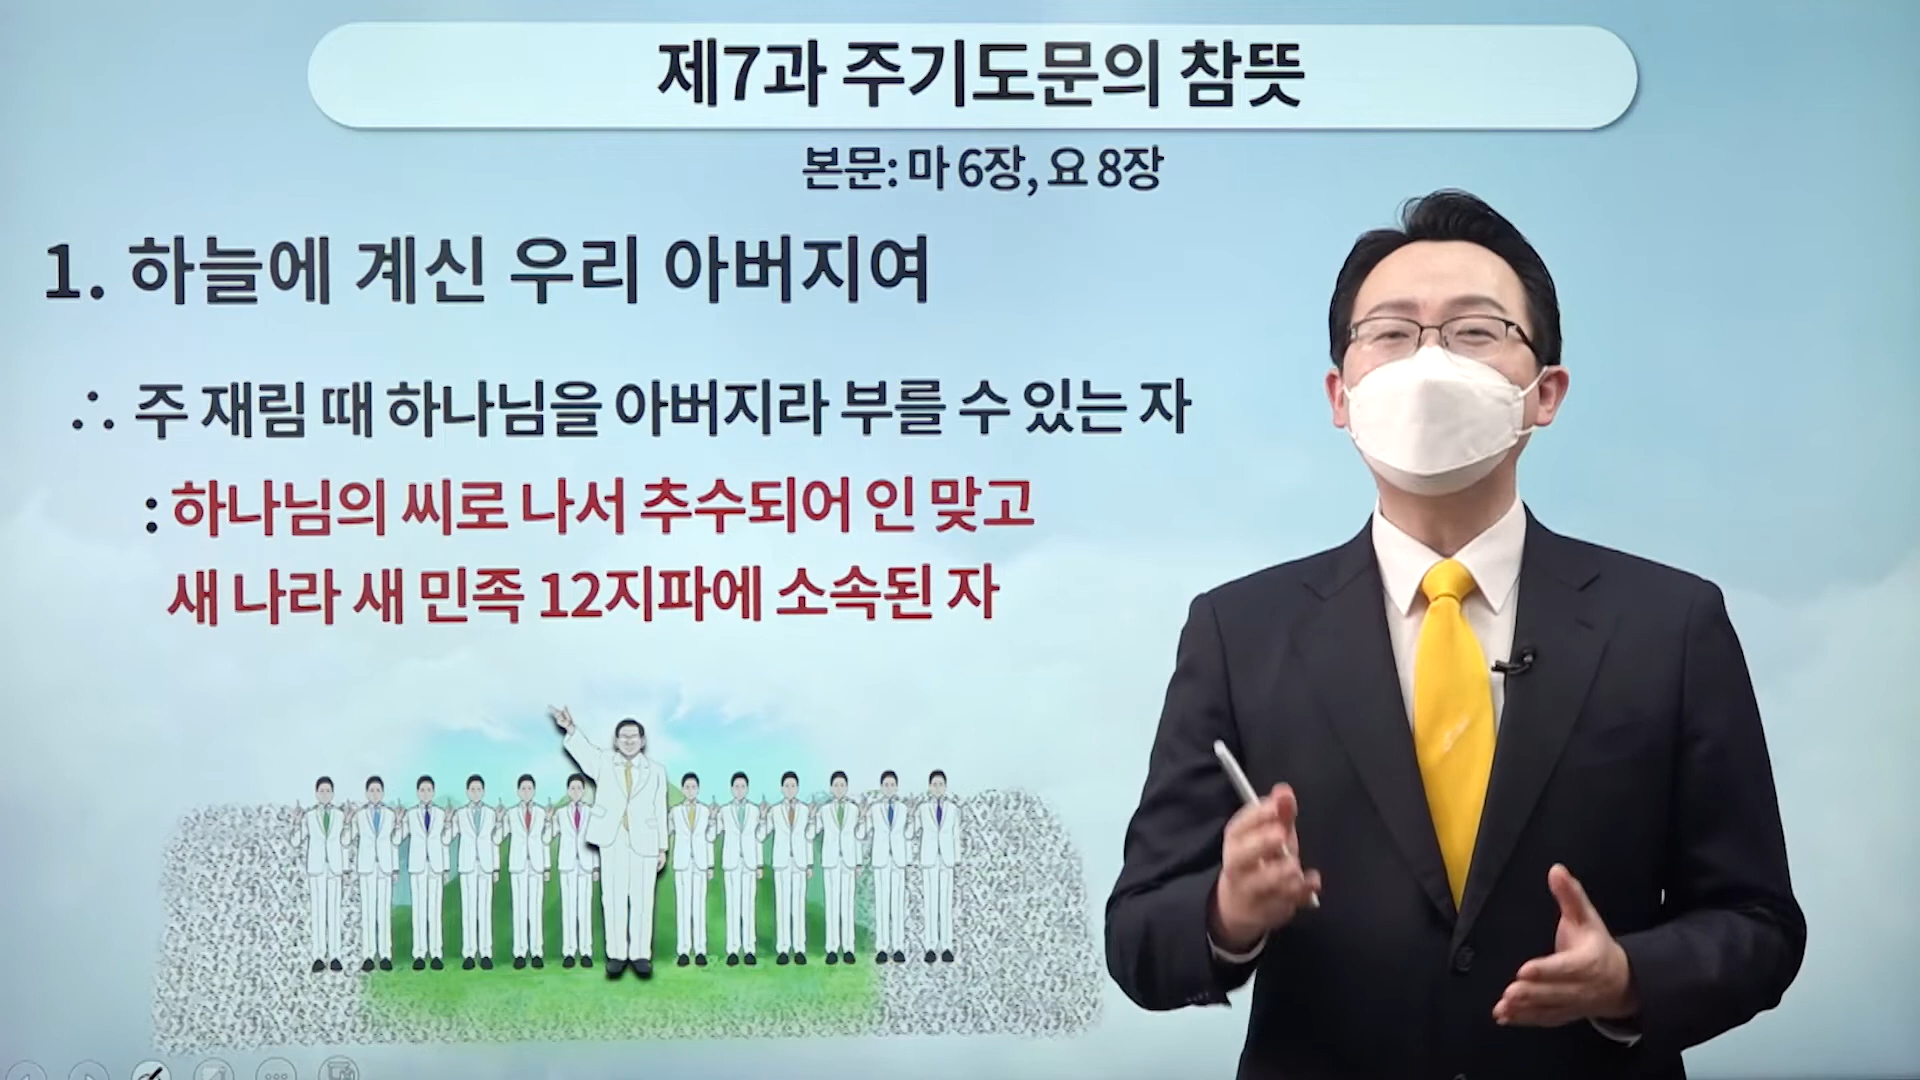 제7과 주기도문의 참뜻
본문: 마 6장, 요 8장
1. 하늘에 계신 우리 아버지여
∴ 주 재림 때 하나님을 아버지라 부를 수 있는 자
: 하나님의 씨로 나서 추수되어 인 맞고
새 나라 새 민족 12지파에 소속된 자